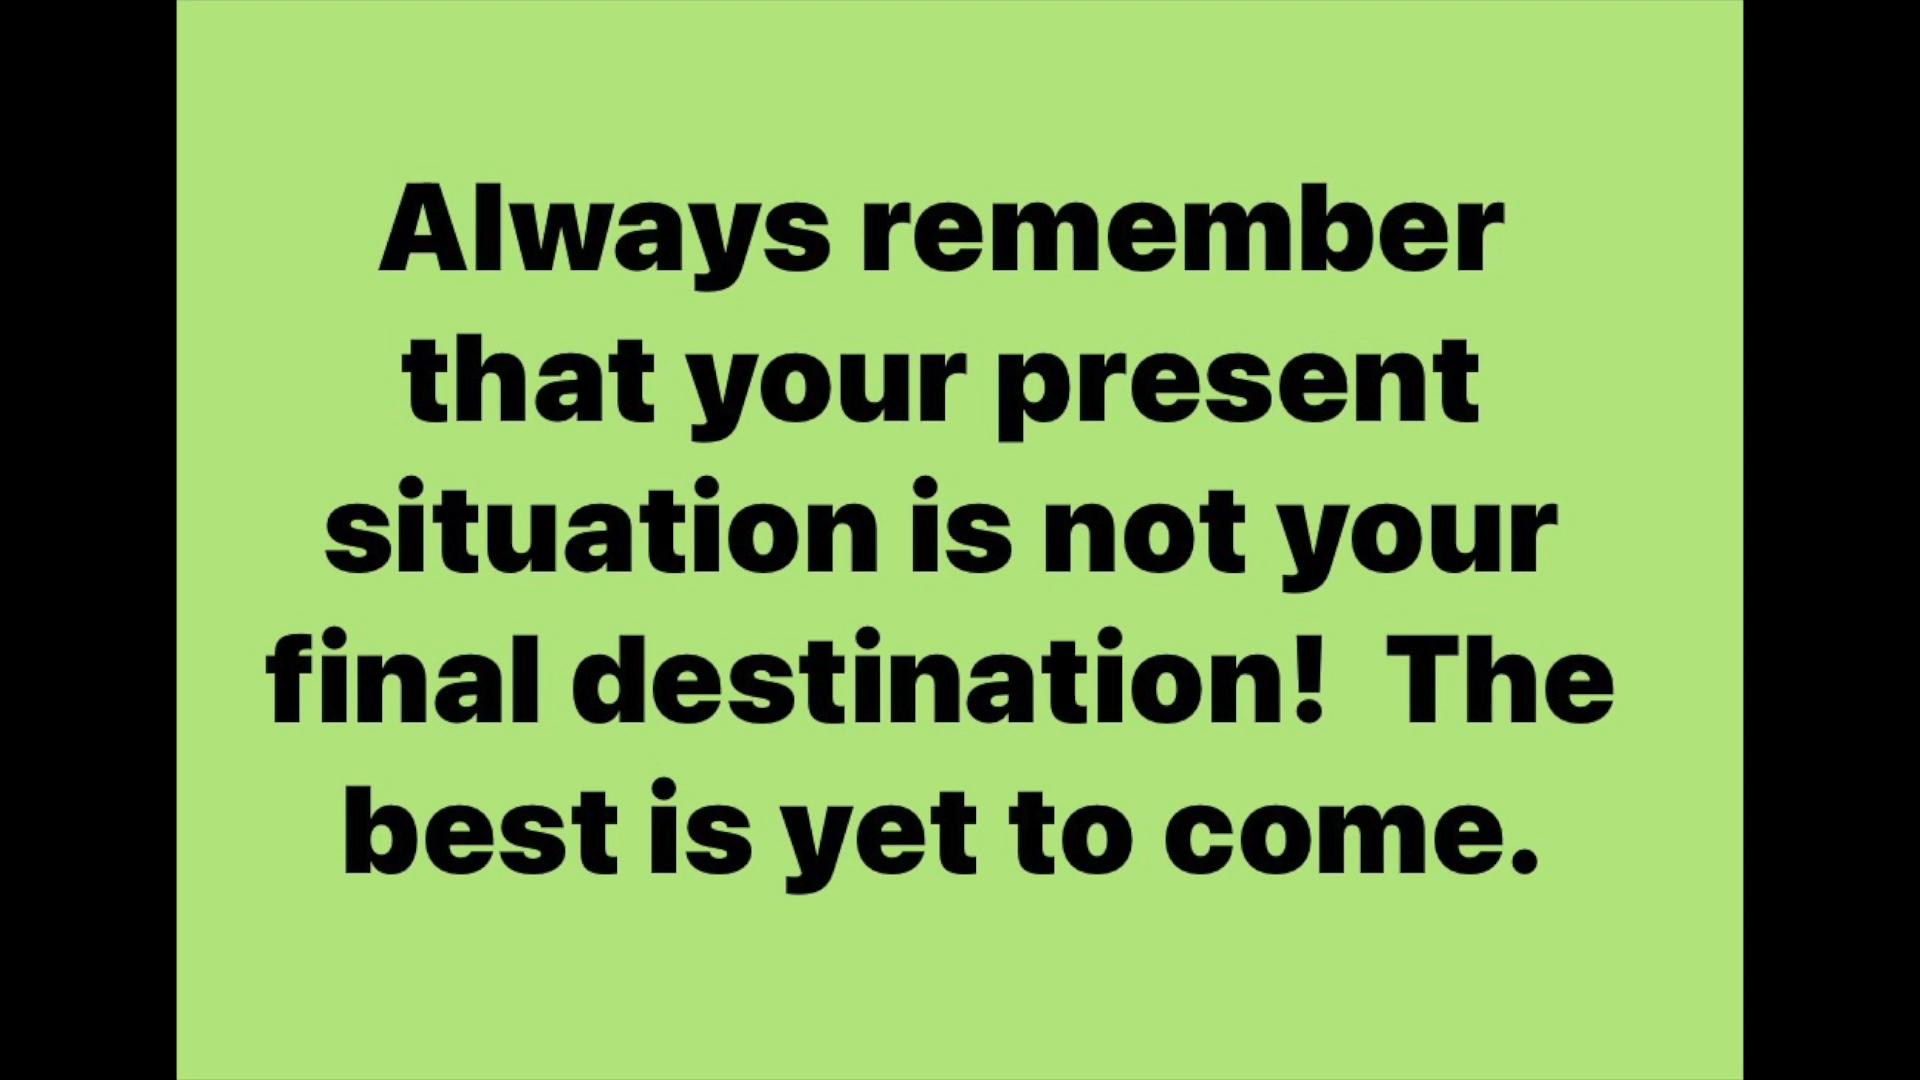 Always remember
that your present
situation is not your
final destination!  The
best is yet to come.